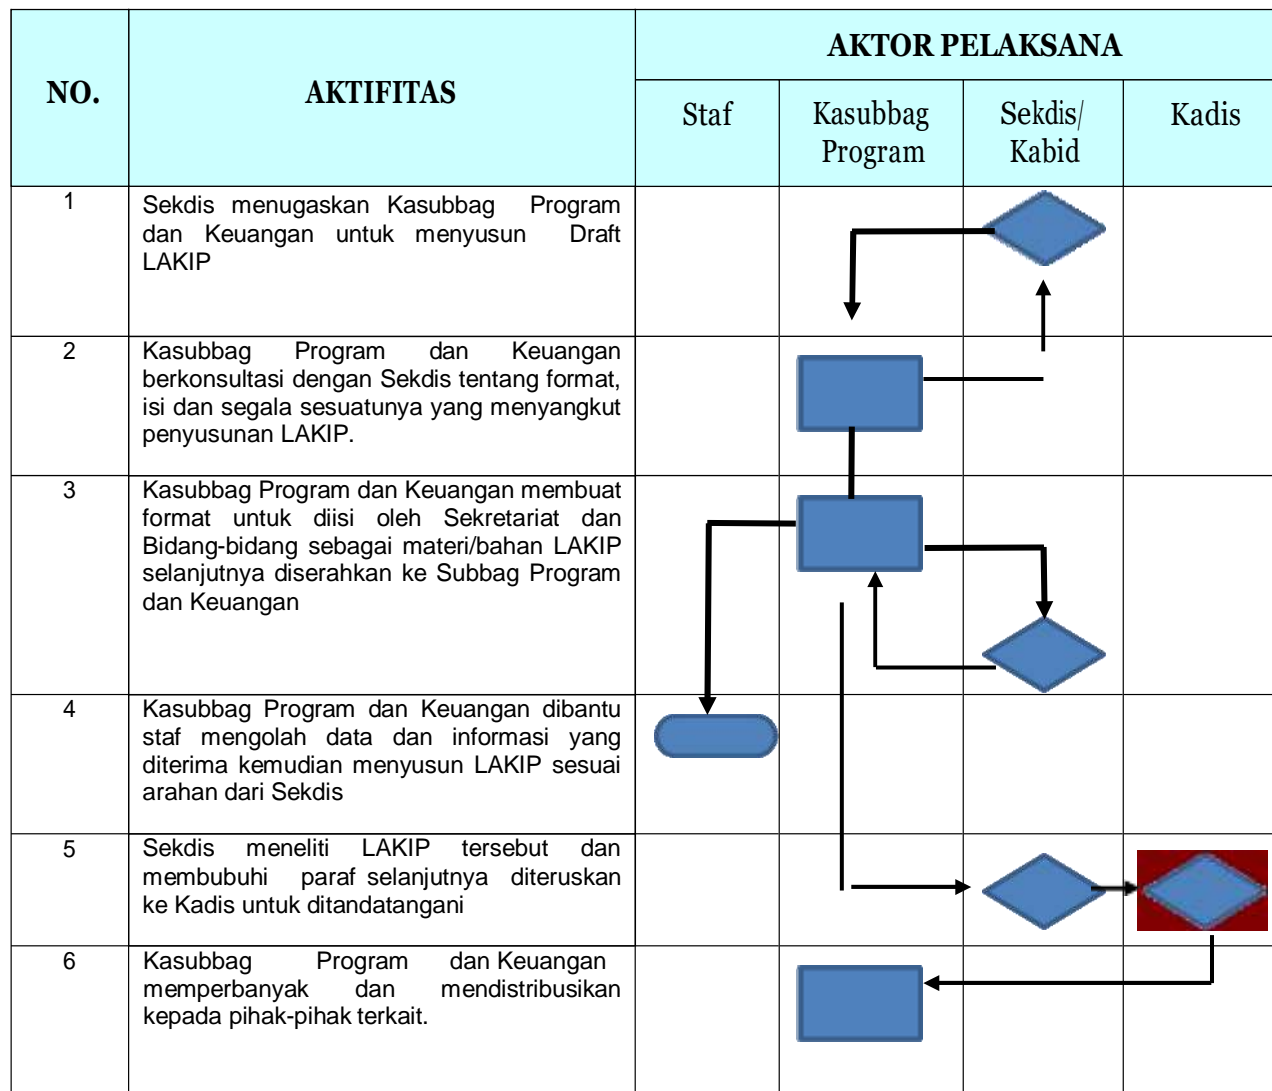 NO.
AKTIFITAS
AKTOR PELAKSANA
Staf
Kasubbag
Program
Sekdis/
Kabid
Kadis
1
Sekdis menugaskan Kasubbag Program
dan Keuangan untuk menyusun Draft
LAKIP
2
Kasubbag Program dan Keuangan
berkonsultasi dengan Sekdis tentang format,
isi dan segala sesuatunya yang menyangkut
penyusunan LAKIP.
3
Kasubbag Program dan Keuangan membuat
format untuk diisi oleh Sekretariat dan
Bidang-bidang sebagai materi/bahan LAKIP
selanjutnya diserahkan ke Subbag Program
dan Keuangan
4
Kasubbag Program dan Keuangan dibantu
staf mengolah data dan informasi yang
diterima kemudian menyusun LAKIP sesuai
arahan dari Sekdis
5
Sekdis meneliti LAKIP tersebut dan
membubuhi paraf selanjutnya diteruskan
ke Kadis untuk ditandatangani
6
Kasubbag Program dan Keuangan
memperbanyak dan mendistribusikan
kepada pihak-pihak terkait.